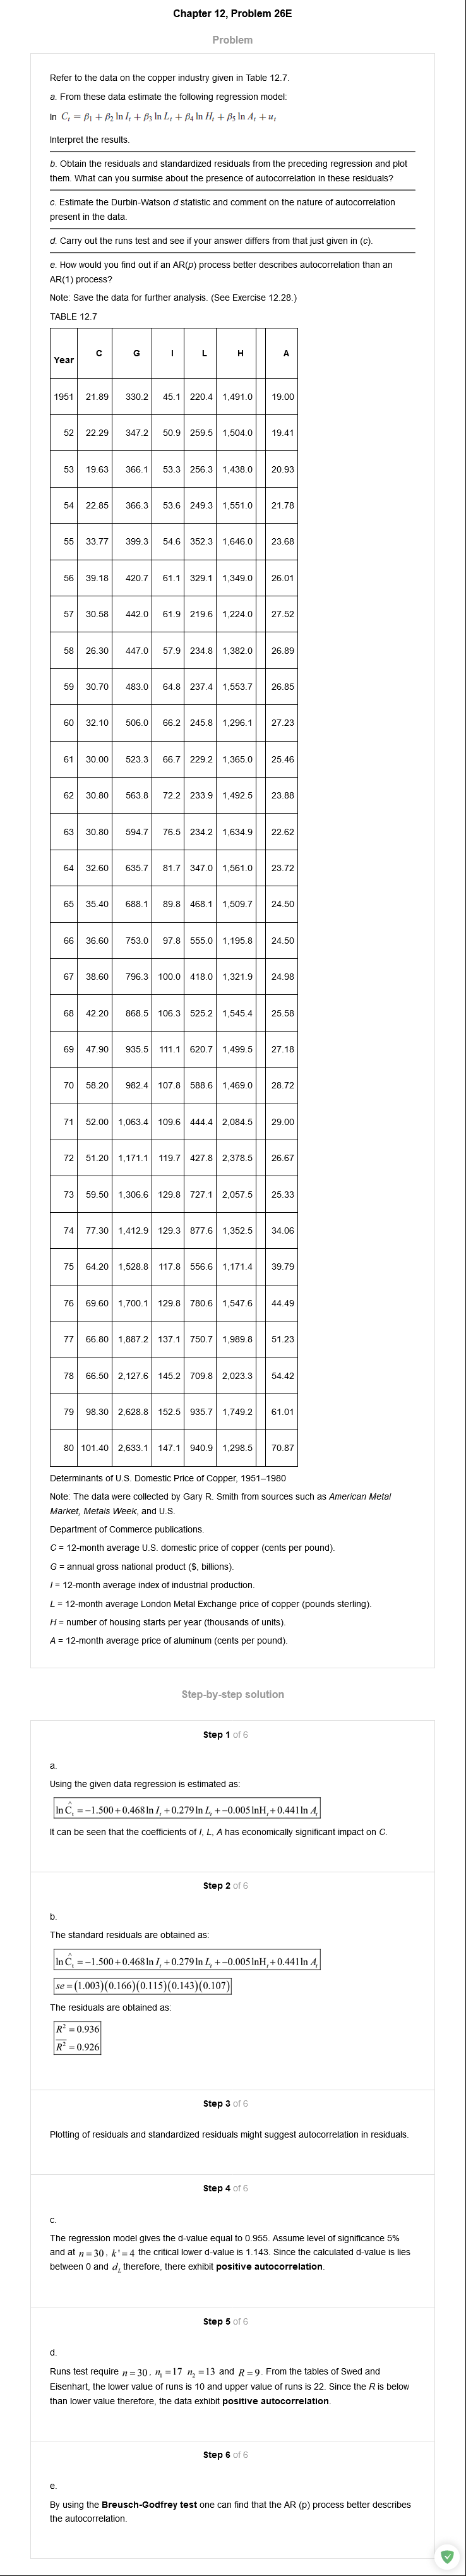 Chapter 12, Problem 26E
Problem
Refer to the data on the copper industry given in Table 12.7.
a. From these data estimate the following regression model:
ln C_t = β₁ + β₂ ln I_t + β₃ ln L_t + β₄ ln H_t + β₅ ln A_t + u_t
Interpret the results.
b. Obtain the residuals and standardized residuals from the preceding regression and plot
them. What can you surmise about the presence of autocorrelation in these residuals?
c. Estimate the Durbin-Watson d statistic and comment on the nature of autocorrelation
present in the data.
d. Carry out the runs test and see if your answer differs from that just given in (c).
e. How would you find out if an AR(p) process better describes autocorrelation than an
AR(1) process?
Note: Save the data for further analysis. (See Exercise 12.28.)
TABLE 12.7
Year C G I L H A
1951 21.89 330.2 45.1 220.4 1,491.0 19.00
52 22.29 347.2 50.9 259.5 1,504.0 19.41
53 19.63 366.1 53.3 256.3 1,438.0 20.93
54 22.85 366.3 53.6 249.3 1,551.0 21.78
55 33.77 399.3 54.6 352.3 1,646.0 23.68
56 39.18 420.7 61.1 329.1 1,349.0 26.01
57 30.58 442.0 61.9 219.6 1,224.0 27.52
58 26.30 447.0 57.9 234.8 1,382.0 26.89
59 30.70 483.0 64.8 237.4 1,553.7 26.85
60 32.10 506.0 66.2 245.8 1,296.1 27.23
61 30.00 523.3 66.7 229.2 1,365.0 25.46
62 30.80 563.8 72.2 233.9 1,492.5 23.88
63 30.80 594.7 76.5 234.2 1,634.9 22.62
64 32.60 635.7 81.7 347.0 1,561.0 23.72
65 35.40 688.1 89.8 468.1 1,509.7 24.50
66 36.60 753.0 97.8 555.0 1,195.8 24.50
67 38.60 796.3 100.0 418.0 1,321.9 24.98
68 42.20 868.5 106.3 525.2 1,545.4 25.58
69 47.90 935.5 111.1 620.7 1,499.5 27.18
70 58.20 982.4 107.8 588.6 1,469.0 28.72
71 52.00 1,063.4 109.6 444.4 2,084.5 29.00
72 51.20 1,171.1 119.7 427.8 2,378.5 26.67
73 59.50 1,306.6 129.8 727.1 2,057.5 25.33
74 77.30 1,412.9 129.3 877.6 1,352.5 34.06
75 64.20 1,528.8 117.8 556.6 1,171.4 39.79
76 69.60 1,700.1 129.8 780.6 1,547.6 44.49
77 66.80 1,887.2 137.1 750.7 1,989.8 51.23
78 66.50 2,127.6 145.2 709.8 2,023.3 54.42
79 98.30 2,628.8 152.5 935.7 1,749.2 61.01
80 101.40 2,633.1 147.1 940.9 1,298.5 70.87
Determinants of U.S. Domestic Price of Copper, 1951–1980
Note: The data were collected by Gary R. Smith from sources such as American Metal
Market, Metals Week, and U.S.
Department of Commerce publications.
C = 12-month average U.S. domestic price of copper (cents per pound).
G = annual gross national product ($, billions).
I = 12-month average index of industrial production.
L = 12-month average London Metal Exchange price of copper (pounds sterling).
H = number of housing starts per year (thousands of units).
A = 12-month average price of aluminum (cents per pound).
Step-by-step solution
Step 1 of 6
a.
Using the given data regression is estimated as:
ln Ĉ_t = −1.500 + 0.468 ln I_t + 0.279 ln L_t + −0.005 lnH_t + 0.441 ln A_t
It can be seen that the coefficients of I, L, A has economically significant impact on C.
Step 2 of 6
b.
The standard residuals are obtained as:
ln Ĉ_t = −1.500 + 0.468 ln I_t + 0.279 ln L_t + −0.005 lnH_t + 0.441 ln A_t
se = (1.003)(0.166)(0.115)(0.143)(0.107)
The residuals are obtained as:
R² = 0.936
R̅² = 0.926
Step 3 of 6
Plotting of residuals and standardized residuals might suggest autocorrelation in residuals.
Step 4 of 6
c.
The regression model gives the d-value equal to 0.955. Assume level of significance 5%
and at n = 30, k' = 4 the critical lower d-value is 1.143. Since the calculated d-value is lies
between 0 and d_L therefore, there exhibit positive autocorrelation.
Step 5 of 6
d.
Runs test require n = 30, n₁ = 17 n₂ = 13 and R = 9. From the tables of Swed and
Eisenhart, the lower value of runs is 10 and upper value of runs is 22. Since the R is below
than lower value therefore, the data exhibit positive autocorrelation.
Step 6 of 6
e.
By using the Breusch-Godfrey test one can find that the AR (p) process better describes
the autocorrelation.